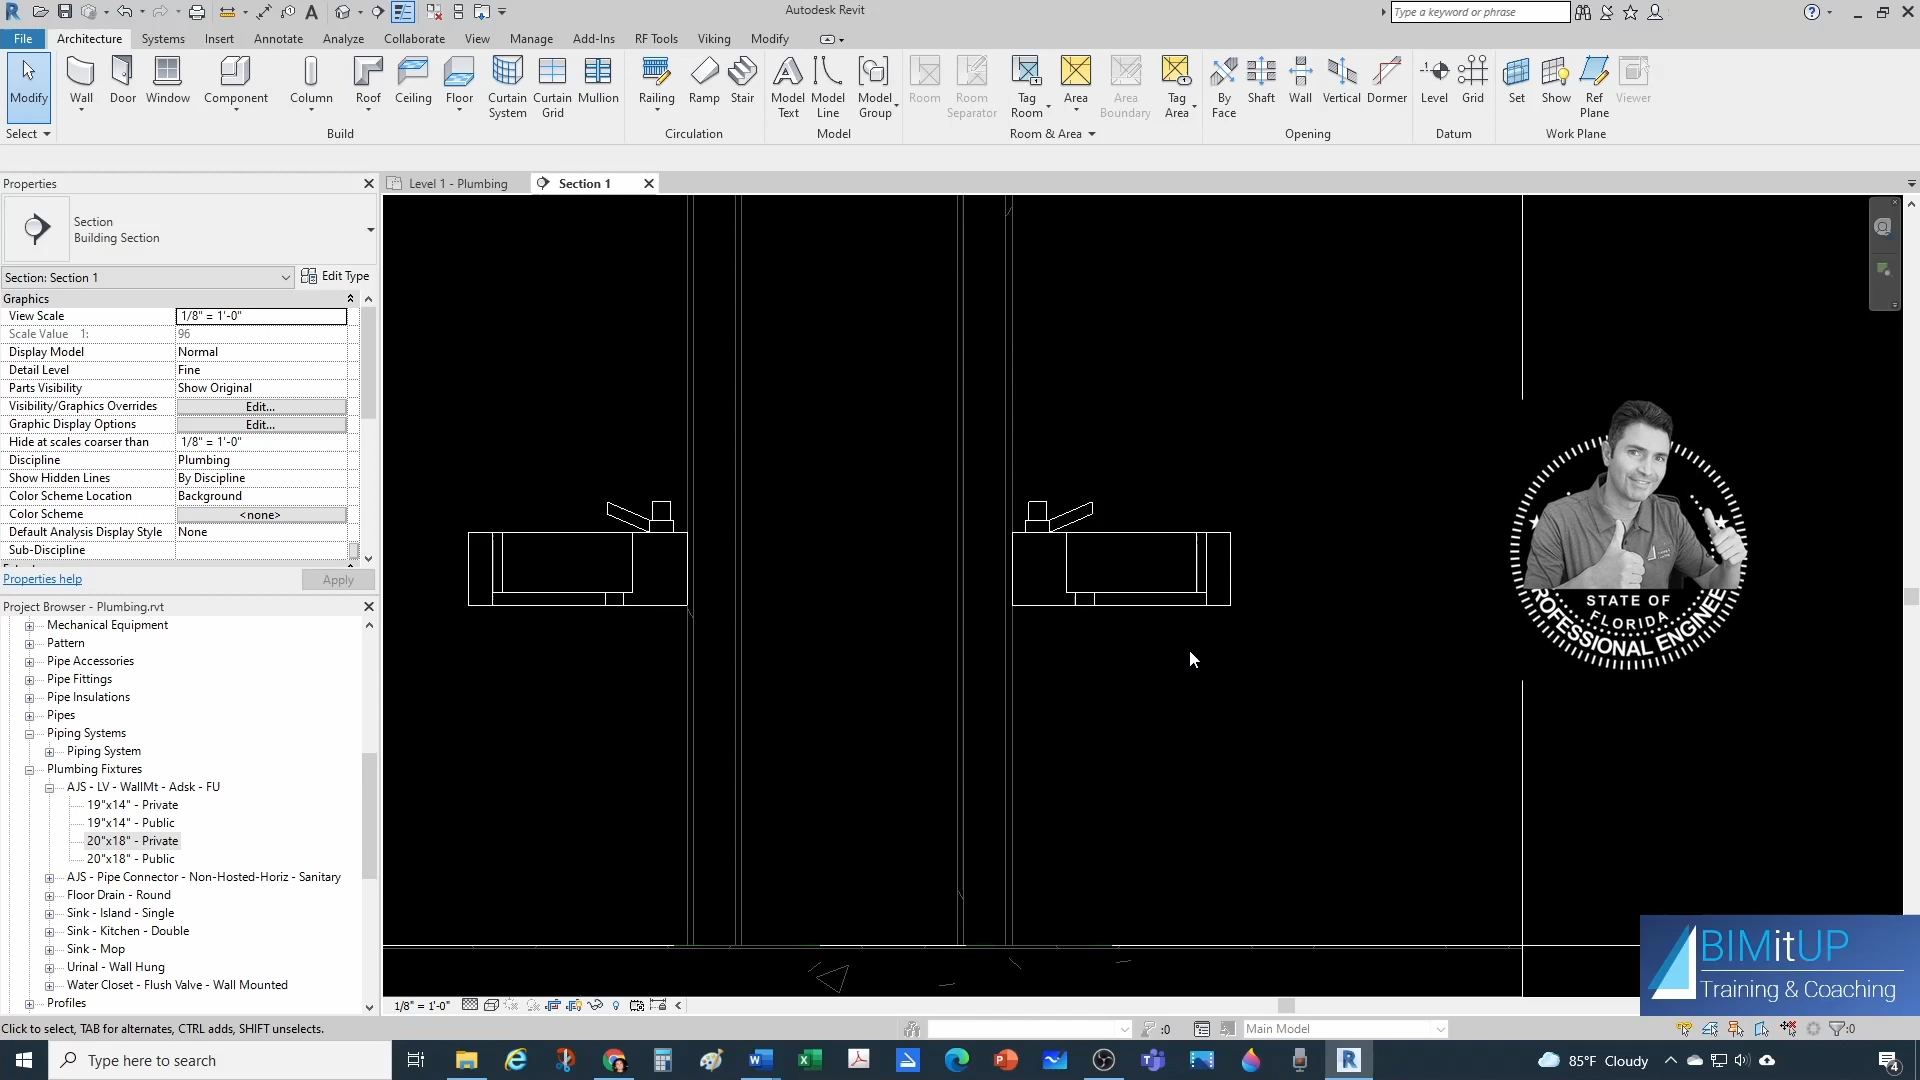 Autodesk Revit
Type a keyword or phrase
File
Architecture
Systems
Insert
Annotate
Analyze
Collaborate
View
Manage
Add-Ins
RF Tools
Viking
Modify
Modify
Wall
Door
Window
Component
Column
Roof
Ceiling
Floor
Curtain System
Curtain Grid
Mullion
Railing
Ramp
Stair
Model Text
Model Line
Model Group
Room
Room Separator
Tag Room
Area
Area Boundary
Tag Area
By Face
Shaft
Wall
Vertical
Dormer
Level
Grid
Set
Show
Ref Plane
Viewer
Select
Build
Circulation
Model
Room & Area
Opening
Datum
Work Plane
Properties
Level 1 - Plumbing
Section 1
Section
Building Section
Section: Section 1
Edit Type
Graphics
View Scale 1/8" = 1'-0"
Scale Value 1: 96
Display Model Normal
Detail Level Fine
Parts Visibility Show Original
Visibility/Graphics Overrides Edit...
Graphic Display Options Edit...
Hide at scales coarser than 1/8" = 1'-0"
Discipline Plumbing
Show Hidden Lines By Discipline
Color Scheme Location Background
Color Scheme <none>
Default Analysis Display Style None
Sub-Discipline
Properties help
Apply
Project Browser - Plumbing.rvt
Mechanical Equipment
Pattern
Pipe Accessories
Pipe Fittings
Pipe Insulations
Pipes
Piping Systems
Piping System
Plumbing Fixtures
AJS - LV - WallMt - Adsk - FU
19"x14" - Private
19"x14" - Public
20"x18" - Private
20"x18" - Public
AJS - Pipe Connector - Non-Hosted-Horiz - Sanitary
Floor Drain - Round
Sink - Island - Single
Sink - Kitchen - Double
Sink - Mop
Urinal - Wall Hung
Water Closet - Flush Valve - Wall Mounted
Profiles
STATE OF
FLORIDA
PROFESSIONAL ENGINEE
BIMitUP
Training & Coaching
1/8" = 1'-0"
Click to select, TAB for alternates, CTRL adds, SHIFT unselects.
:0
Main Model
:0
Type here to search
85°F Cloudy
4